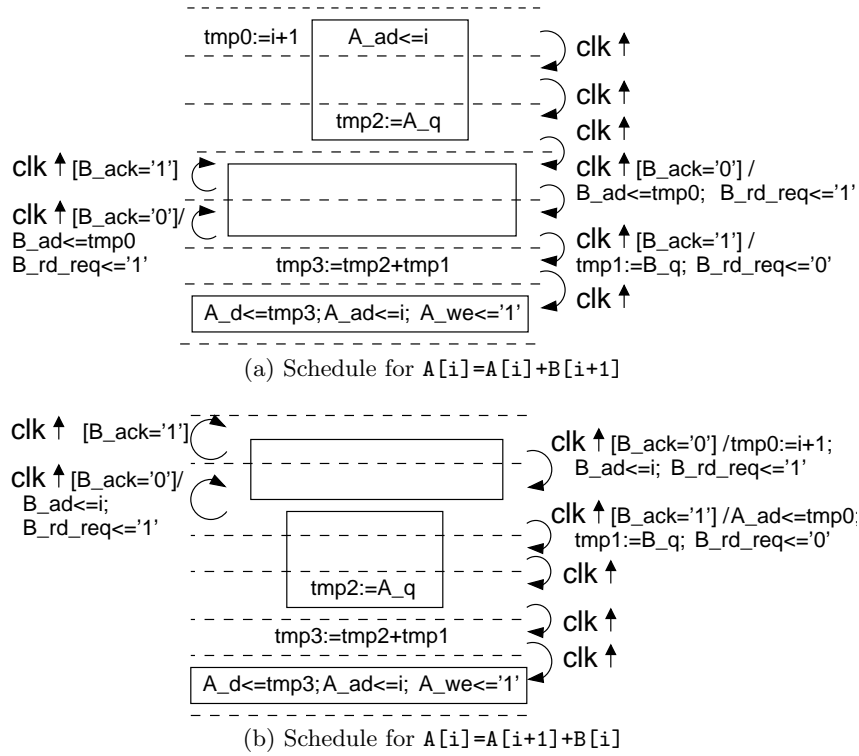 tmp0:=i+1
A_ad<=i
clk
clk
tmp2:=A_q
clk
clk [B_ack='1']
clk [B_ack='0'] /
B_ad<=tmp0; B_rd_req<='1'
clk [B_ack='0']/
B_ad<=tmp0
B_rd_req<='1'
clk [B_ack='1'] /
tmp1:=B_q; B_rd_req<='0'
tmp3:=tmp2+tmp1
clk
A_d<=tmp3; A_ad<=i; A_we<='1'
(a) Schedule for A[i]=A[i]+B[i+1]
clk [B_ack='1']
clk [B_ack='0'] /tmp0:=i+1;
B_ad<=i; B_rd_req<='1'
clk [B_ack='0']/
B_ad<=i;
B_rd_req<='1'
clk [B_ack='1'] /A_ad<=tmp0;
tmp1:=B_q; B_rd_req<='0'
clk
tmp2:=A_q
clk
tmp3:=tmp2+tmp1
clk
A_d<=tmp3; A_ad<=i; A_we<='1'
(b) Schedule for A[i]=A[i+1]+B[i]